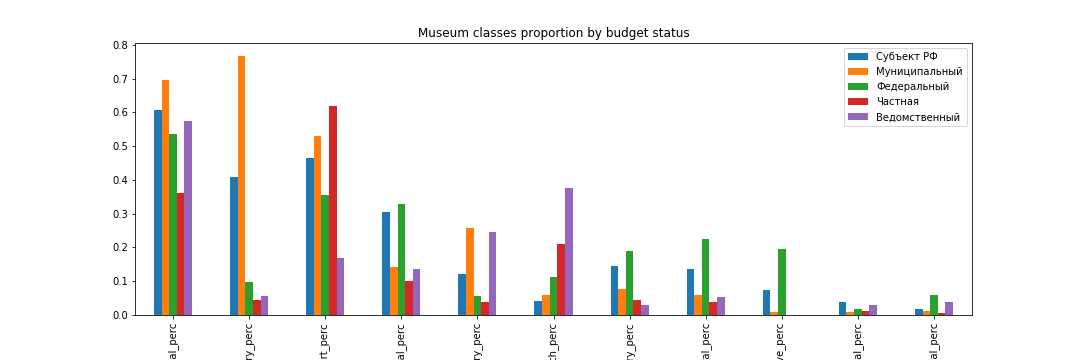 Museum classes proportion by budget status
0.8
0.7
0.6
0.5
0.4
0.3
0.2
0.1
0.0
Субъект РФ
Муниципальный
Федеральный
Частная
Ведомственный
al_perc
ry_perc
rt_perc
al_perc
ry_perc
ch_perc
ry_perc
al_perc
ve_perc
al_perc
al_perc